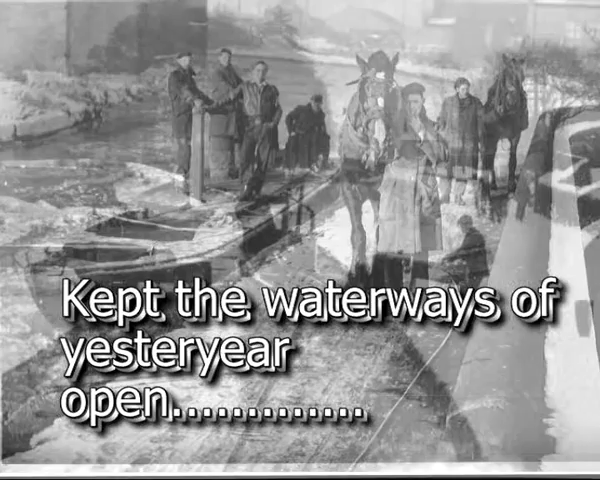 Kept the waterways of
yesteryear
open.............